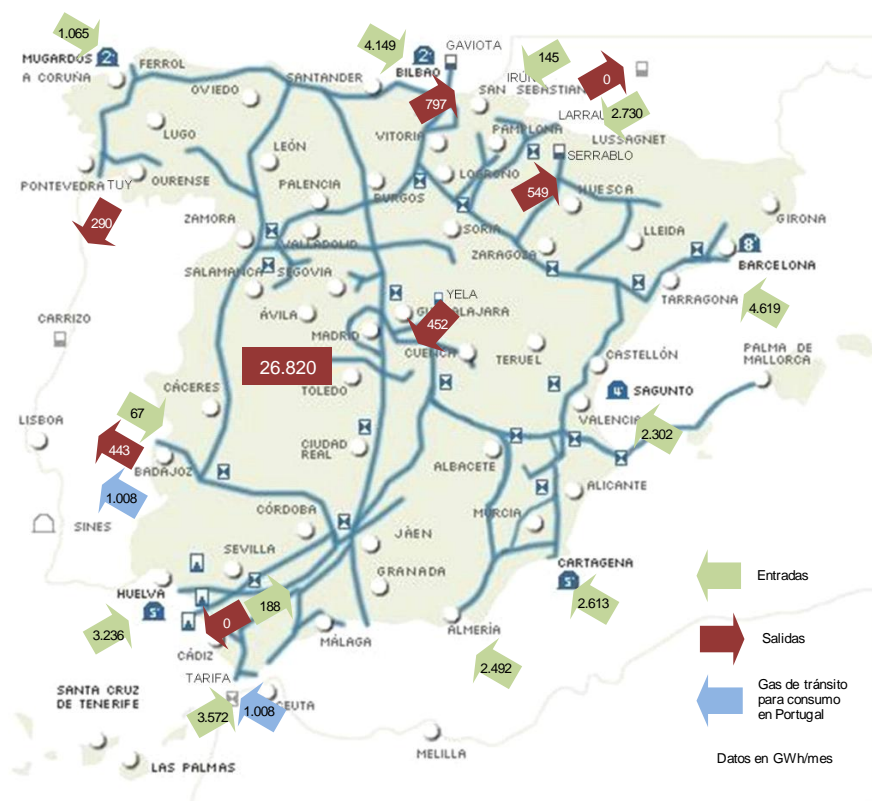 1.065
4.149
GAVIOTA
MUGARDOS
FERROL
BILBAO
145
0
A CORUÑA
SANTANDER
IRÚN
SAN SEBASTIAN
OVIEDO
797
2.730
LARRAU
LUGO
VITORIA
PAMPLONA
LUSSAGNET
LEÓN
SERRABLO
PONTEVEDRA
TUY
OURENSE
PALENCIA
BURGOS
LOGROÑO
549
HUESCA
290
ZAMORA
VALLADOLID
SORIA
LLEIDA
GIRONA
ZARAGOZA
BARCELONA
SALAMANCA
SEGOVIA
TARRAGONA
YELA
ÁVILA
GUADALAJARA
4.619
CARRIZO
MADRID
452
CUENCA
TERUEL
CASTELLÓN
PALMA DE
MALLORCA
26.820
TOLEDO
CÁCERES
SAGUNTO
67
VALENCIA
LISBOA
443
CIUDAD
REAL
2.302
BADAJOZ
ALBACETE
1.008
ALICANTE
SINES
CÓRDOBA
MURCIA
JÁEN
SEVILLA
CARTAGENA
GRANADA
HUELVA
188
Entradas
3.236
0
2.613
CÁDIZ
MÁLAGA
ALMERÍA
Salidas
TARIFA
2.492
SANTA CRUZ
DE TENERIFE
CEUTA
Gas de tránsito
para consumo
en Portugal
3.572
1.008
MELILLA
LAS PALMAS
Datos en GWh/mes